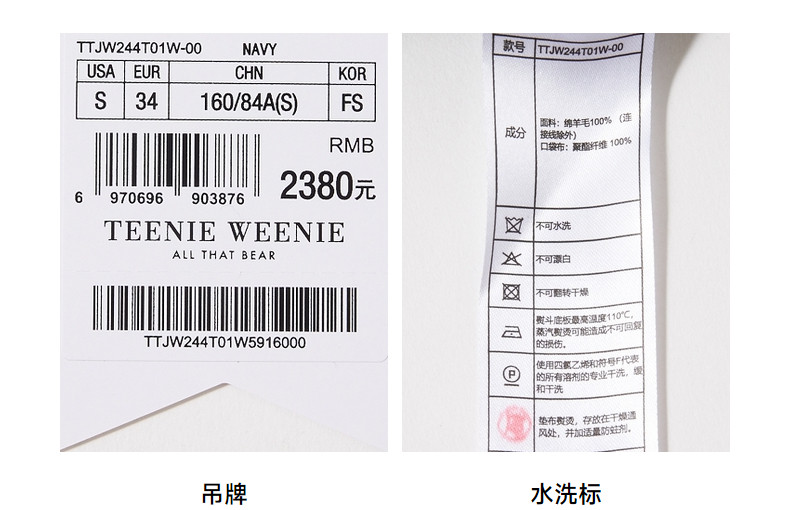 TTJW244T01W-00 NAVY
USA EUR CHN KOR
S 34 160/84A(S) FS
RMB
2380元
6 970696 903876
TEENIE WEENIE
ALL THAT BEAR
TTJW244T01W5916000
吊牌
款号 TTJW244T01W-00
成分
面料：绵羊毛100% （连
接线除外）
口袋布：聚酯纤维 100%
不可水洗
不可漂白
不可翻转干燥
熨斗底板最高温度110℃，
蒸汽熨烫可能造成不可回复
的损伤。
P
使用四氯乙烯和符号F代表
的所有溶剂的专业干洗，缓
和干洗
垫布熨烫，存放在干燥通
风处，并加适量防蛀剂。
水洗标